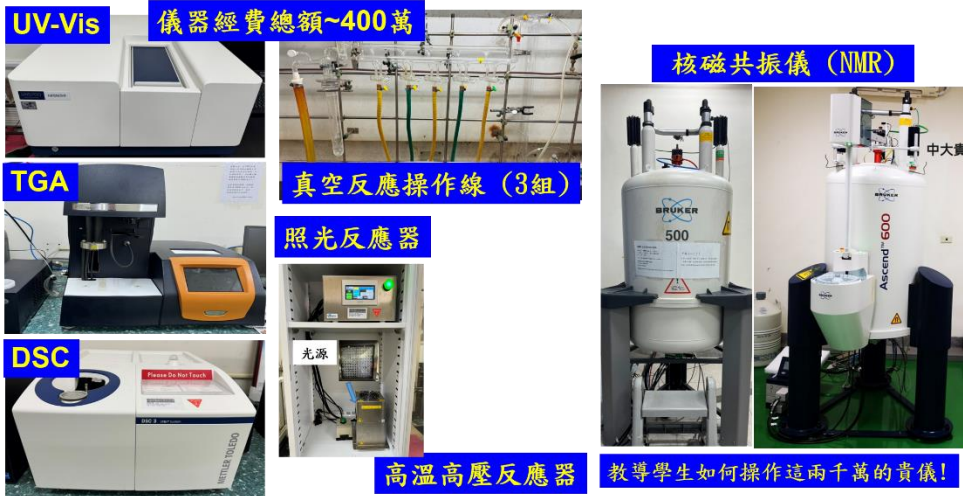 UV-Vis
儀器經費總額~400萬
真空反應操作線 (3組)
TGA
照光反應器
光源
DSC
Please Do Not Touch
DSC 3
METTLER TOLEDO
高溫高壓反應器
核磁共振儀 (NMR)
BRUKER
500
中大貴
BRUKER
Ascend™ 600
教導學生如何操作這兩千萬的貴儀!